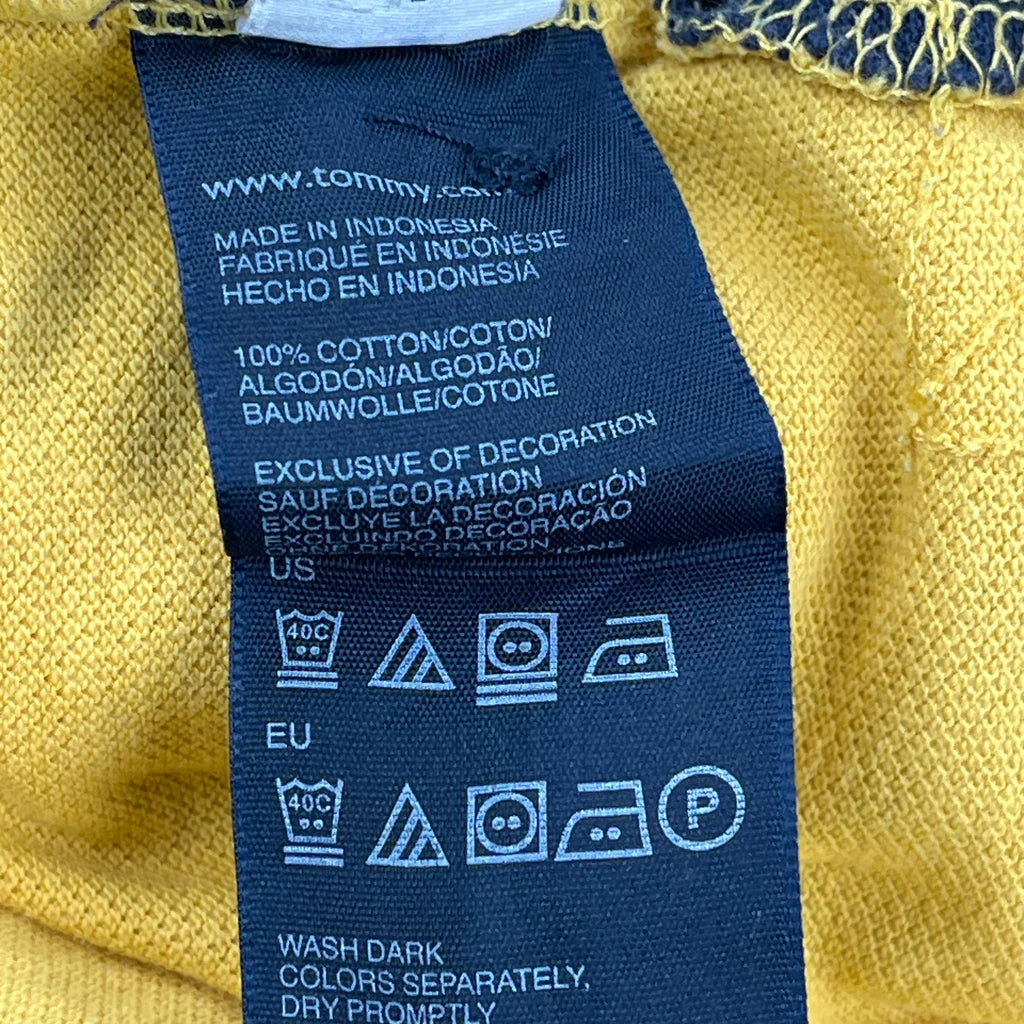 www.tommy.com
MADE IN INDONESIA
FABRIQUÉ EN INDONÉSIE
HECHO EN INDONESIA
100% COTTON/COTON/
ALGODÓN/ALGODÃO/
BAUMWOLLE/COTONE
EXCLUSIVE OF DECORATION
SAUF DÉCORATION
EXCLUYE LA DECORACIÓN
EXCLUINDO DECORAÇÃO
OHNE DEKORATION
US
40C
EU
40C P
WASH DARK
COLORS SEPARATELY,
DRY PROMPTLY